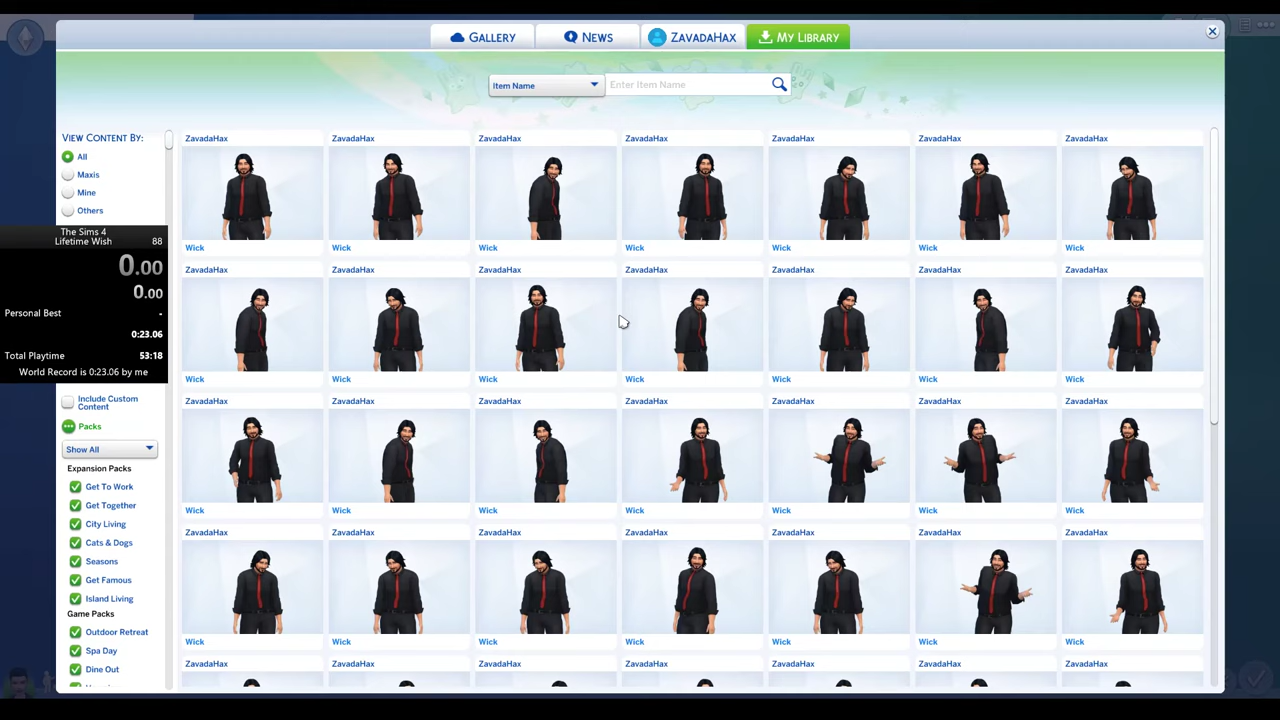 GALLERY
NEWS
ZAVADAHAX
MY LIBRARY
Item Name
Enter Item Name
VIEW CONTENT BY:
All
Maxis
Mine
Others
The Sims 4
Lifetime Wish 88
0.00
0.00
Personal Best -
0:23.06
Total Playtime 53:18
World Record is 0:23.06 by me
Include Custom
Content
Packs
Show All
Expansion Packs
Get To Work
Get Together
City Living
Cats & Dogs
Seasons
Get Famous
Island Living
Game Packs
Outdoor Retreat
Spa Day
Dine Out
ZavadaHax ZavadaHax ZavadaHax ZavadaHax ZavadaHax ZavadaHax ZavadaHax
Wick Wick Wick Wick Wick Wick Wick
ZavadaHax ZavadaHax ZavadaHax ZavadaHax ZavadaHax ZavadaHax ZavadaHax
Wick Wick Wick Wick Wick Wick Wick
ZavadaHax ZavadaHax ZavadaHax ZavadaHax ZavadaHax ZavadaHax ZavadaHax
Wick Wick Wick Wick Wick Wick Wick
ZavadaHax ZavadaHax ZavadaHax ZavadaHax ZavadaHax ZavadaHax ZavadaHax
Wick Wick Wick Wick Wick Wick Wick
ZavadaHax ZavadaHax ZavadaHax ZavadaHax ZavadaHax ZavadaHax ZavadaHax